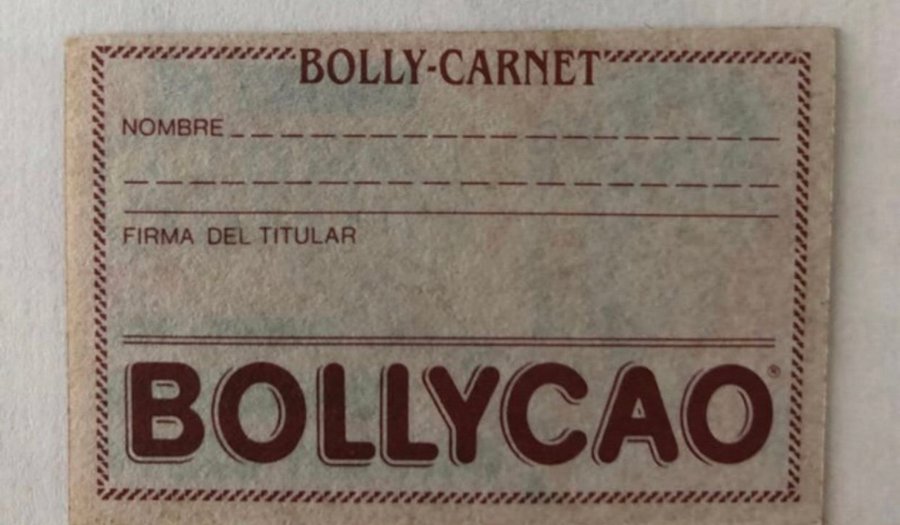 BOLLY-CARNET
NOMBRE
FIRMA DEL TITULAR
BOLLYCAO®